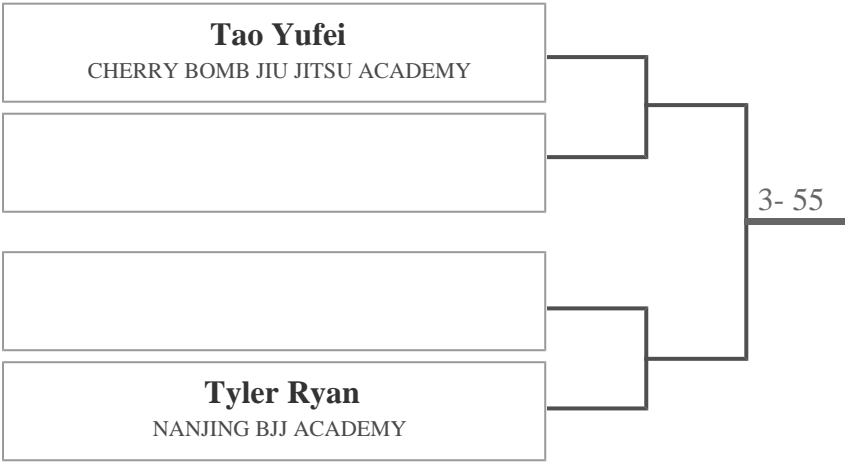 Tao Yufei
CHERRY BOMB JIU JITSU ACADEMY
3- 55
Tyler Ryan
NANJING BJJ ACADEMY